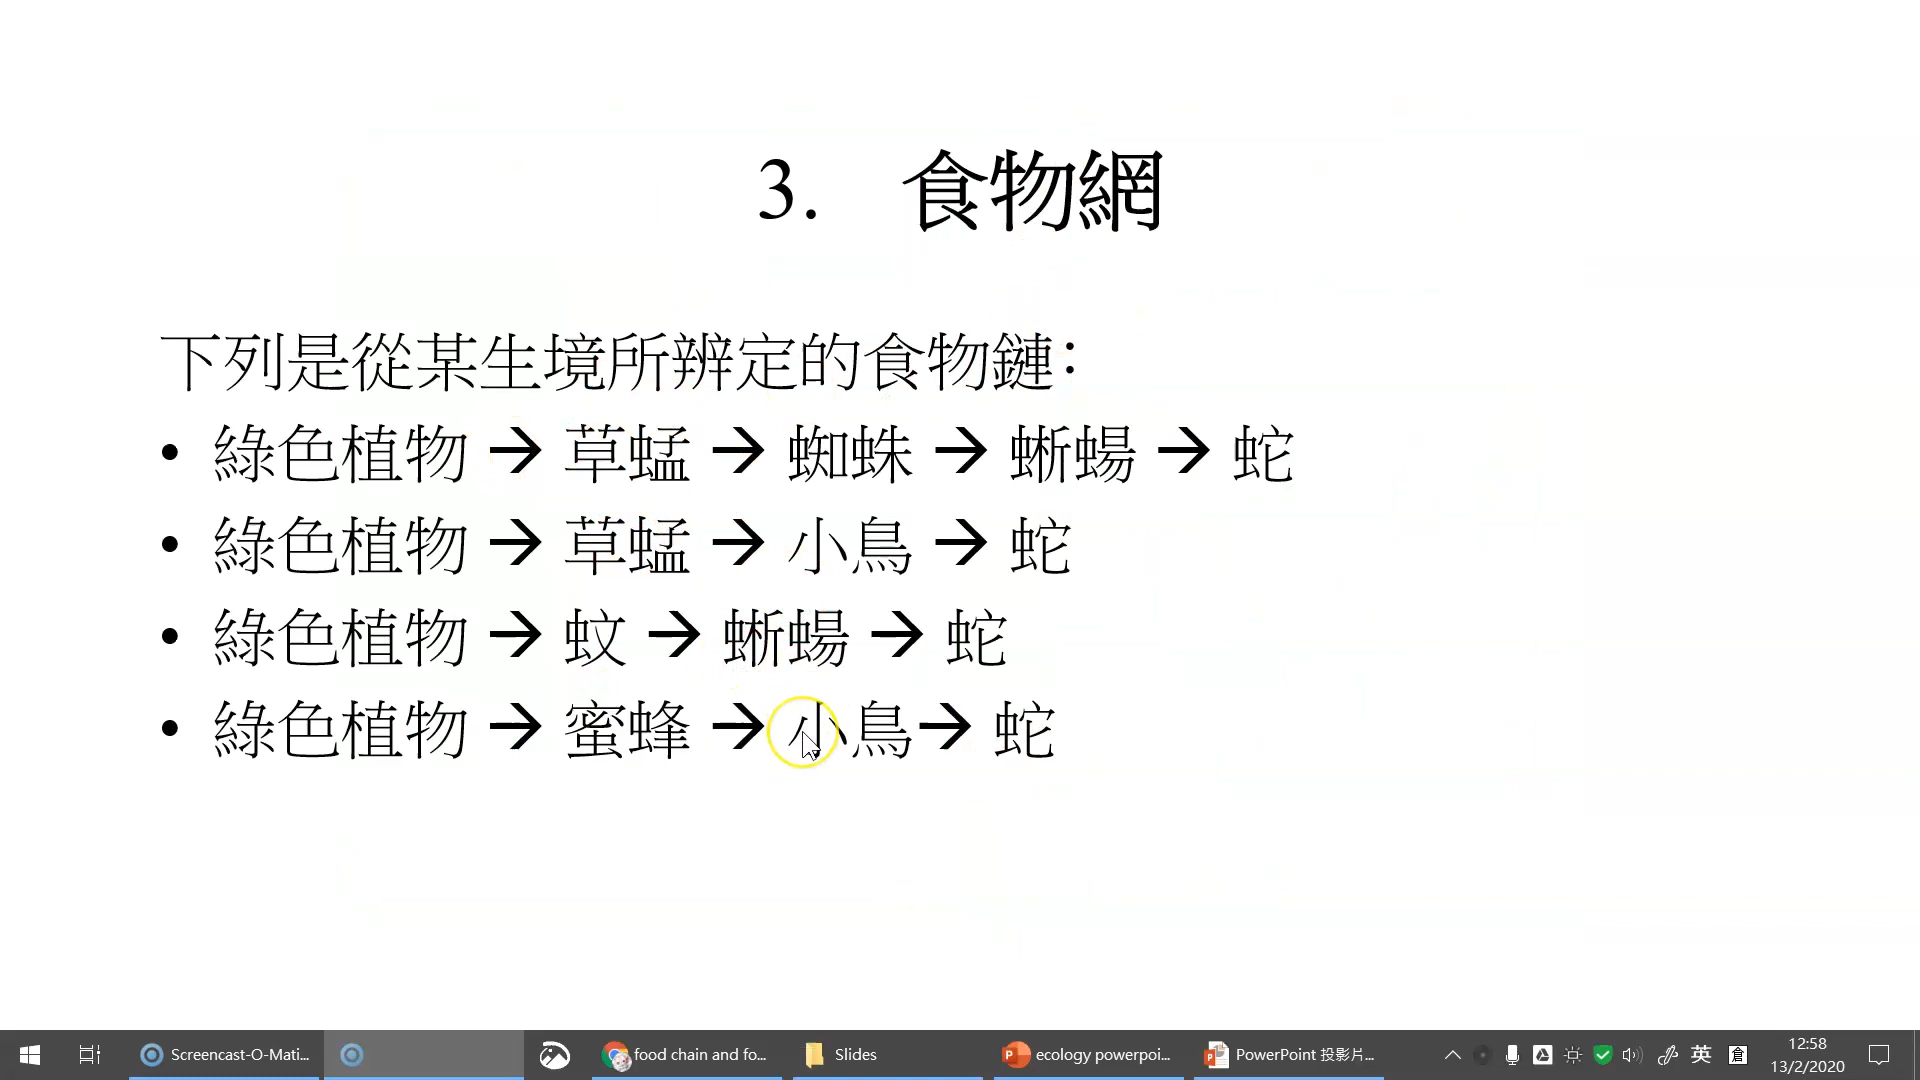 3. 食物網
下列是從某生境所辨定的食物鏈：
• 綠色植物 → 草蜢 → 蜘蛛 → 蜥蜴 → 蛇
• 綠色植物 → 草蜢 → 小鳥 → 蛇
• 綠色植物 → 蚊 → 蜥蜴 → 蛇
• 綠色植物 → 蜜蜂 → 小鳥→ 蛇
Screencast-O-Mati... food chain and fo... Slides ecology powerpoi... PowerPoint 投影片... 英 倉 12:58
13/2/2020